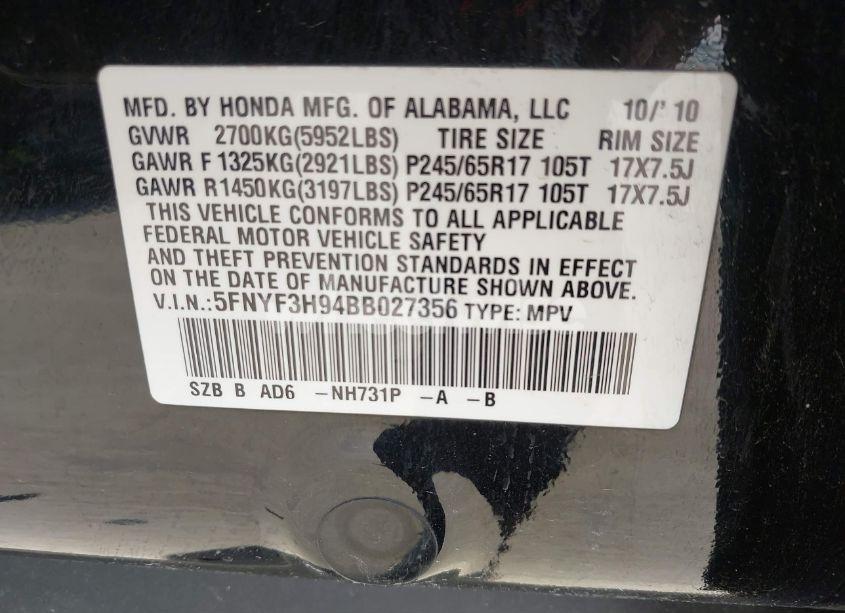 MFD. BY HONDA MFG. OF ALABAMA, LLC 10/'10
GVWR 2700KG(5952LBS) TIRE SIZE RIM SIZE
GAWR F 1325KG(2921LBS) P245/65R17 105T 17X7.5J
GAWR R1450KG(3197LBS) P245/65R17 105T 17X7.5J
THIS VEHICLE CONFORMS TO ALL APPLICABLE
FEDERAL MOTOR VEHICLE SAFETY
AND THEFT PREVENTION STANDARDS IN EFFECT
ON THE DATE OF MANUFACTURE SHOWN ABOVE.
V.I.N.:5FNYF3H94BB027356 TYPE: MPV
SZB B AD6 -NH731P -A -B